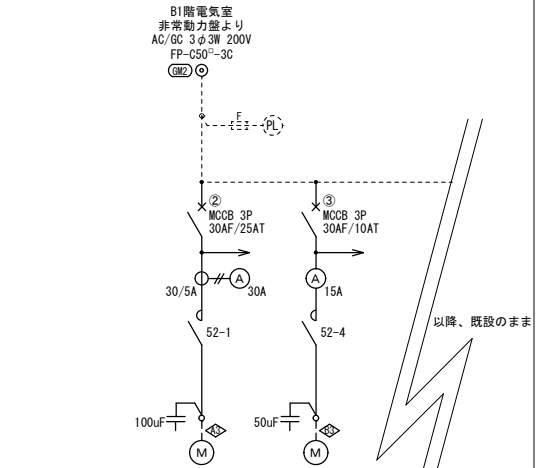 B1階電気室
非常動力盤より
AC/GC 3φ3W 200V
FP-C50□-3C
GM2
F
PL
②
MCCB 3P
30AF/25AT
③
MCCB 3P
30AF/10AT
A
30/5A
30A
A
15A
以降、既設のまま
52-1
52-4
100uF
A3
50uF
B3
M
M